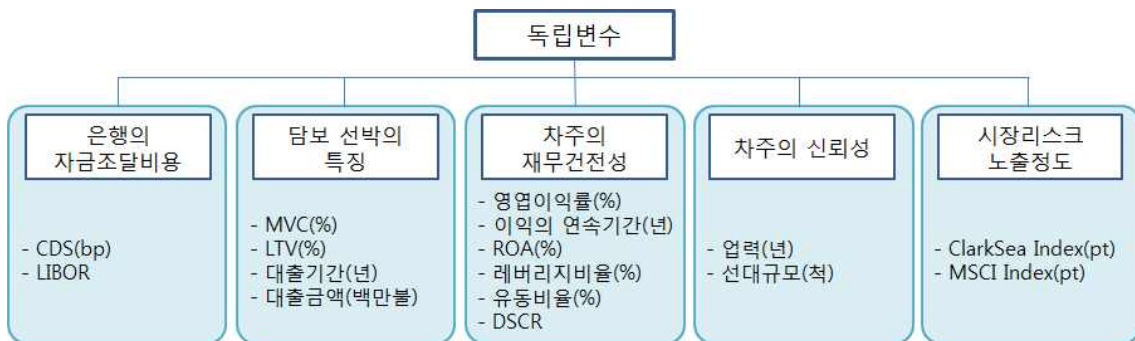 독립변수
은행의
자금조달비용
- CDS(bp)
- LIBOR
담보 선박의
특징
- MVC(%)
- LTV(%)
- 대출기간(년)
- 대출금액(백만불)
차주의
재무건전성
- 영엽이익률(%)
- 이익의 연속기간(년)
- ROA(%)
- 레버리지비율(%)
- 유동비율(%)
- DSCR
차주의 신뢰성
- 업력(년)
- 선대규모(척)
시장리스크
노출정도
- ClarkSea Index(pt)
- MSCI Index(pt)